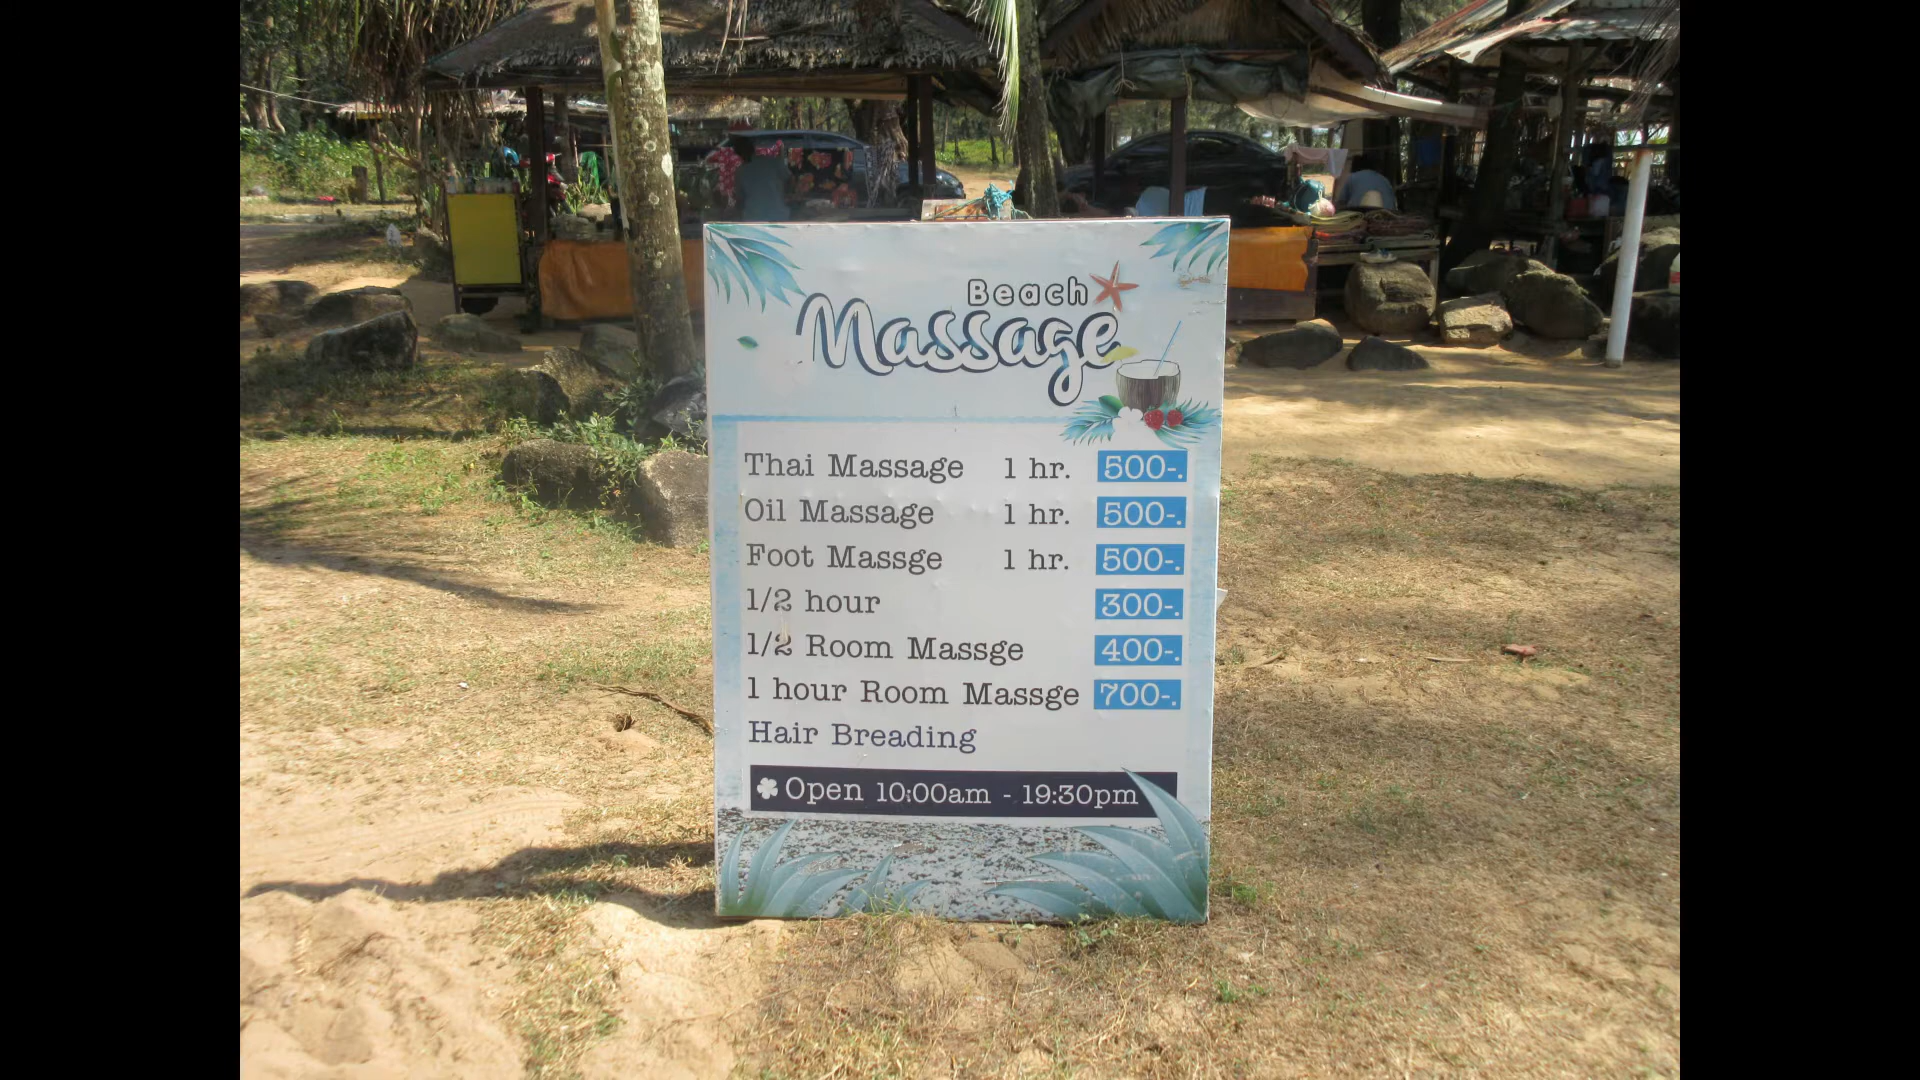 Beach
Massage
Thai Massage 1 hr. 500-.
Oil Massage 1 hr. 500-.
Foot Massge 1 hr. 500-.
1/2 hour 300-.
1/2 Room Massge 400-.
1 hour Room Massge 700-.
Hair Breading
Open 10:00am - 19:30pm